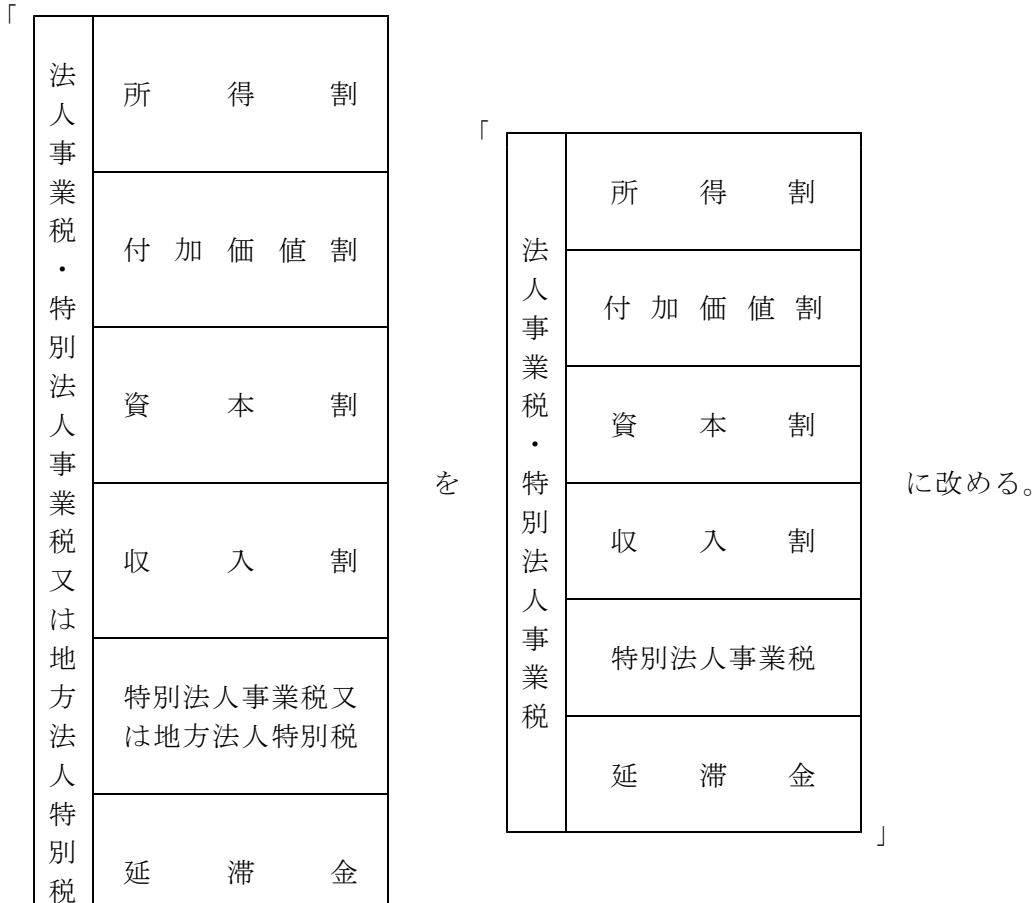 「
法人事業税・特別法人事業税又は地方法人特別税
所得割
付加価値割
資本割
収入割
特別法人事業税又
は地方法人特別税
延滞金
を
「
法人事業税・特別法人事業税
所得割
付加価値割
資本割
収入割
特別法人事業税
延滞金
」
に改める。